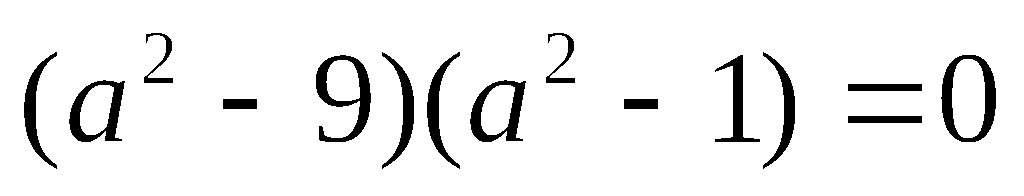 (a² - 9)(a² - 1) = 0